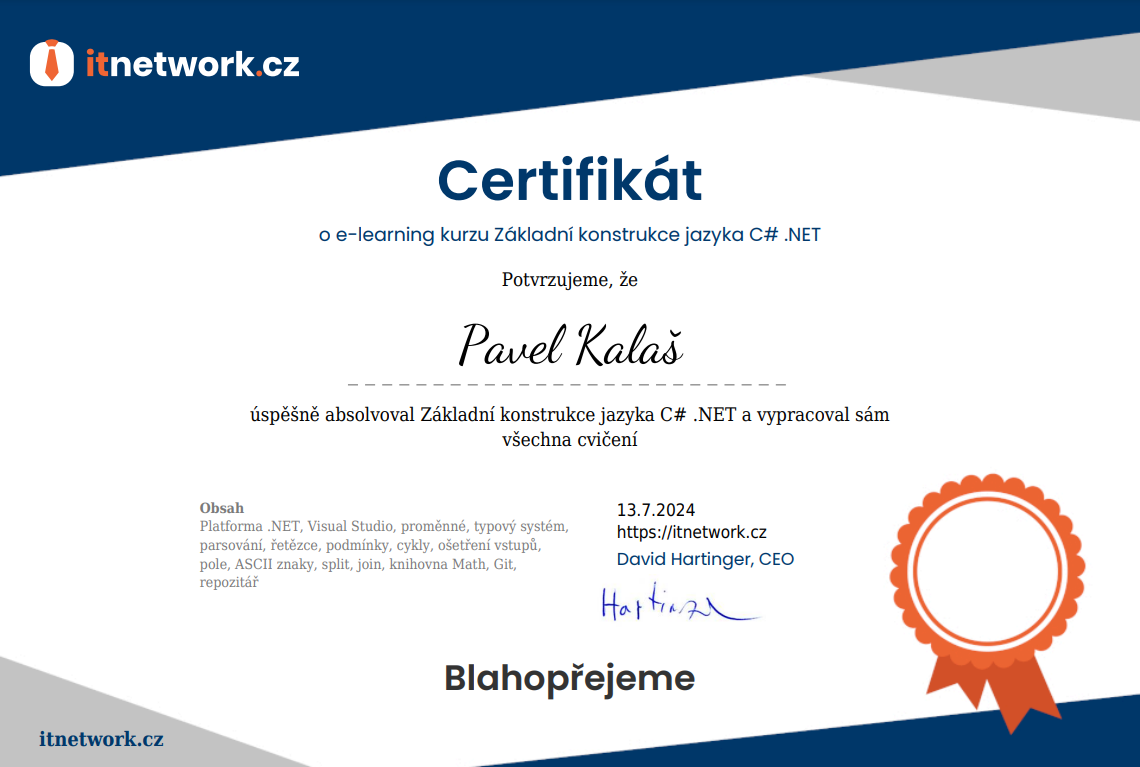 itnetwork.cz
Certifikát
o e-learning kurzu Základní konstrukce jazyka C# .NET
Potvrzujeme, že
Pavel Kalaš
úspěšně absolvoval Základní konstrukce jazyka C# .NET a vypracoval sám
všechna cvičení
Obsah
Platforma .NET, Visual Studio, proměnné, typový systém,
parsování, řetězce, podmínky, cykly, ošetření vstupů,
pole, ASCII znaky, split, join, knihovna Math, Git,
repozitář
13.7.2024
https://itnetwork.cz
David Hartinger, CEO
Blahopřejeme
itnetwork.cz